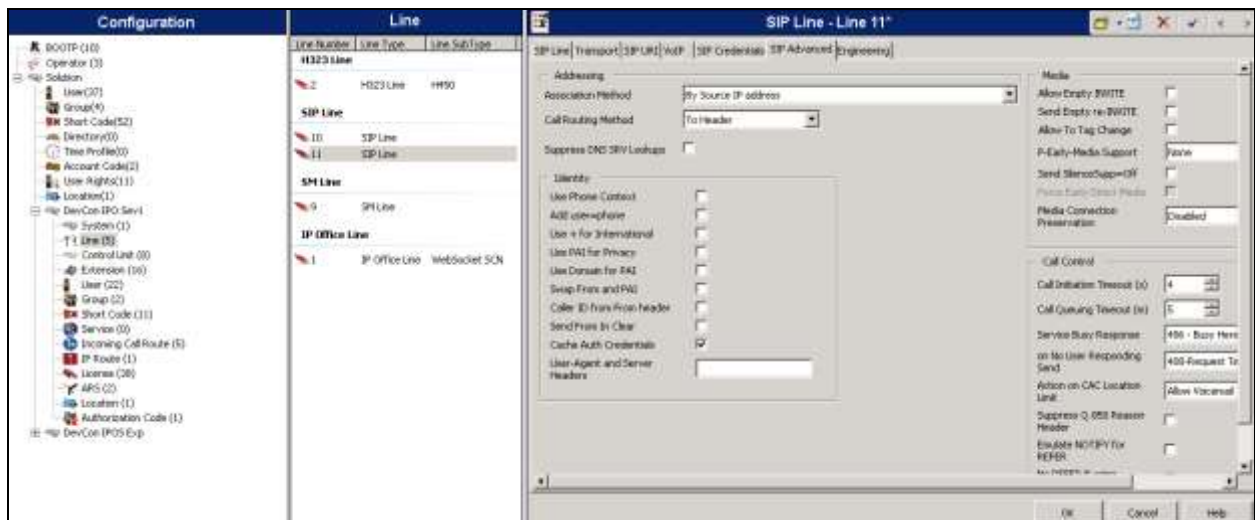 Configuration
BOOTP (10)
Operator (3)
Solution
User(37)
Group(4)
Short Code(52)
Directory(0)
Time Profile(0)
Account Code(2)
User Rights(11)
Location(1)
DevCon IPO Serv1
System (1)
Line (5)
Control Unit (8)
Extension (16)
User (22)
Group (2)
Short Code (11)
Service (0)
Incoming Call Route (5)
IP Route (1)
License (38)
ARS (2)
Location (1)
Authorization Code (1)
DevCon IPOS Exp
Line
Line Number Line Type Line SubType
H323 Line
2 H323 Line H450
SIP Line
10 SIP Line
11 SIP Line
SM Line
9 SM Line
IP Office Line
1 IP Office Line WebSocket SCN
SIP Line - Line 11*
SIP Line Transport SIP URI VoIP SIP Credentials SIP Advanced Engineering
Addressing
Association Method By Source IP address
Call Routing Method To Header
Suppress DNS SRV Lookups
Identity
Use Phone Context
Add user=phone
Use + for International
Use PAI for Privacy
Use Domain for PAI
Swap From and PAI
Caller ID from From header
Send From In Clear
Cache Auth Credentials
User-Agent and Server
Headers
Media
Allow Empty INVITE
Send Empty re-INVITE
Allow To Tag Change
P-Early-Media Support None
Send SilenceSupp=Off
Force Early Direct Media
Media Connection
Preservation Disabled
Call Control
Call Initiation Timeout (s) 4
Call Queuing Timeout (m) 5
Service Busy Response 486 - Busy Here
on No User Responding
Send 408-Request Ti
Action on CAC Location
Limit Allow Voicemail
Suppress Q.850 Reason
Header
Emulate NOTIFY for
REFER
OK Cancel Help